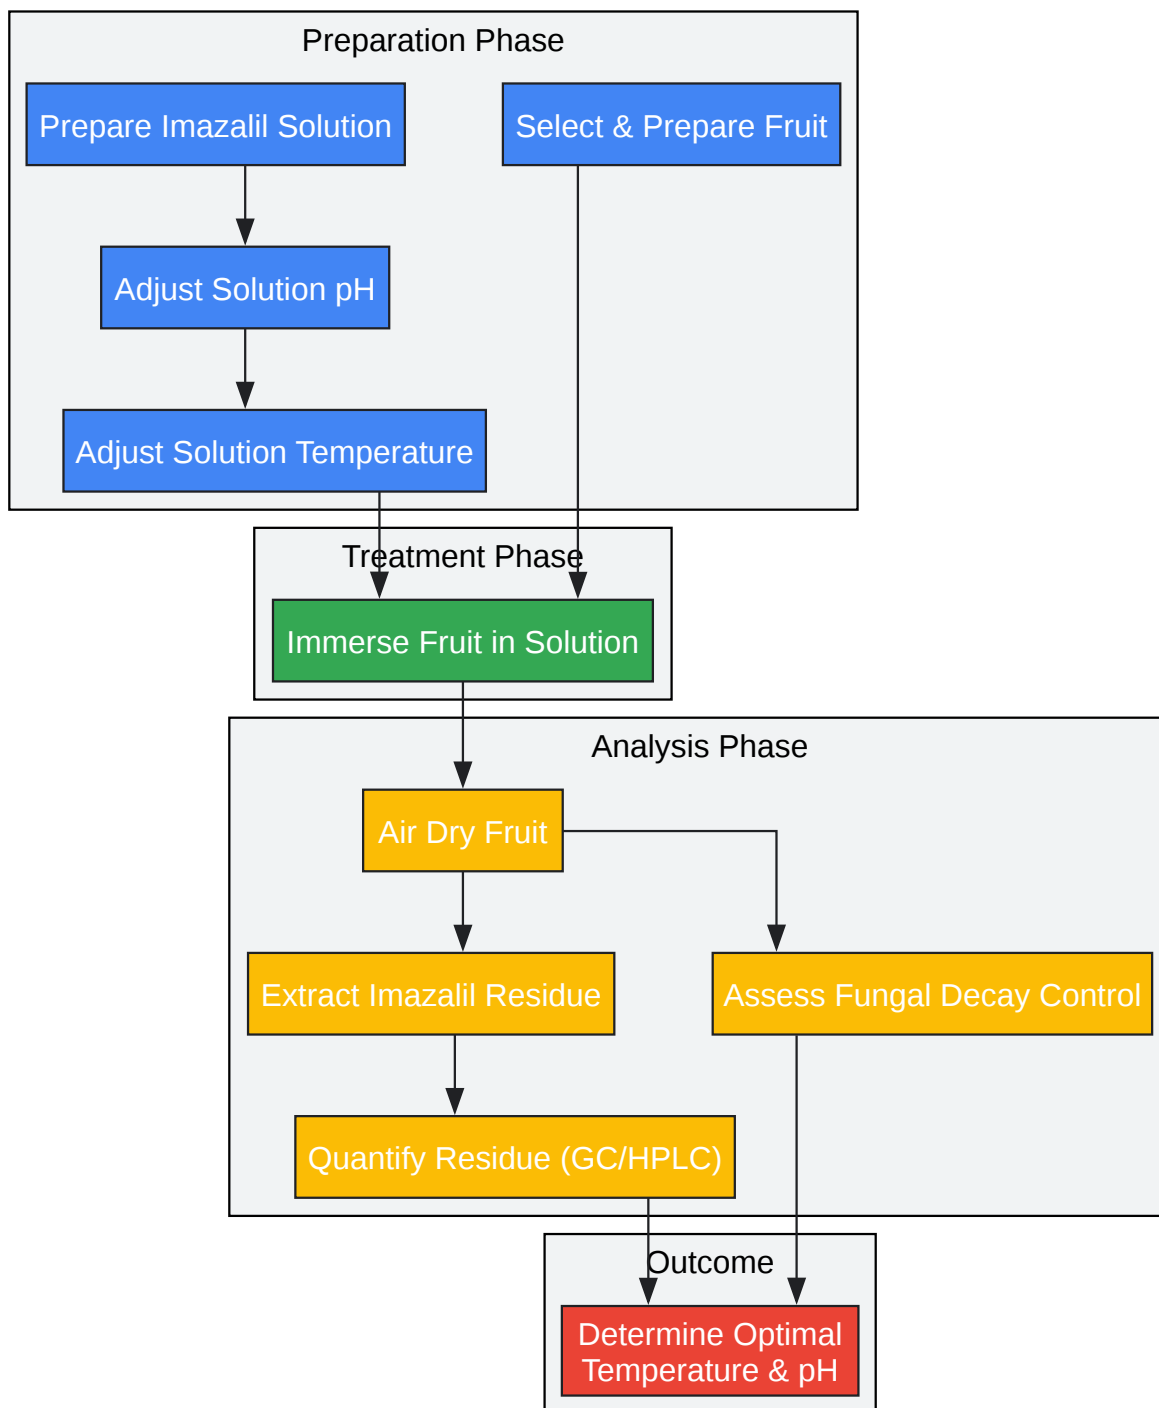 Preparation Phase
Prepare Imazalil Solution
Select & Prepare Fruit
Adjust Solution pH
Adjust Solution Temperature
Treatment Phase
Immerse Fruit in Solution
Analysis Phase
Air Dry Fruit
Extract Imazalil Residue
Assess Fungal Decay Control
Quantify Residue (GC/HPLC)
Outcome
Determine Optimal
Temperature & pH